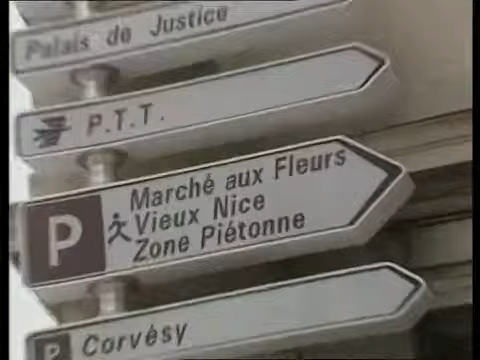 Palais de Justice
P.T.T.
P
Marché aux Fleurs
Vieux Nice
Zone Piétonne
P Corvésy